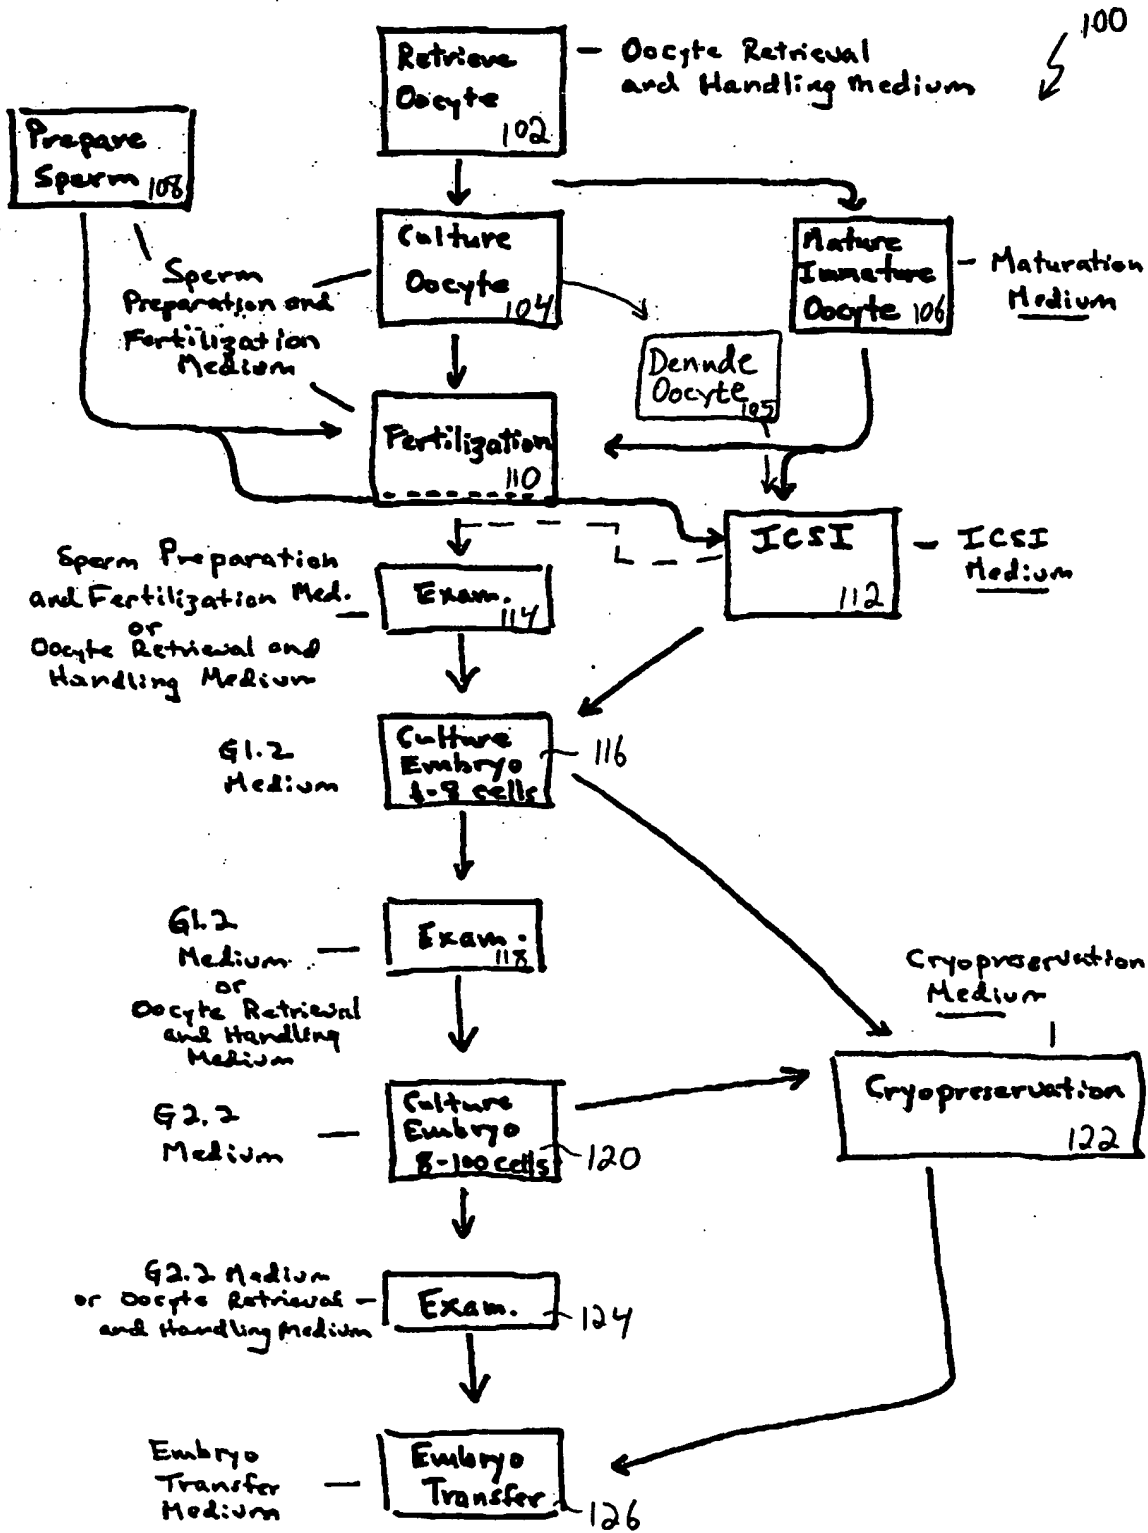 100
Retrieve
Oocyte
102
– Oocyte Retrieval
and Handling Medium
Prepare
Sperm 108
Culture
Oocyte
104
Mature
Immature
Oocyte 106
– Maturation
Medium
Sperm
Preparation and
Fertilization
Medium
Denude
Oocyte
105
Fertilization
110
ICSI
112
– ICSI
Medium
Sperm Preparation
and Fertilization Med.
or
Oocyte Retrieval and
Handling Medium
Exam.
114
G1.2
Medium
Culture
Embryo
1-8 cells
116
G1.2
Medium
or
Oocyte Retrieval
and Handling
Medium
Exam.
118
Cryopreservation
Medium
Cryopreservation
122
G2.2
Medium
Culture
Embryo
8-100 cells
120
G2.2 Medium
or Oocyte Retrieval
and Handling Medium
Exam.
124
Embryo
Transfer
Medium
Embryo
Transfer
126